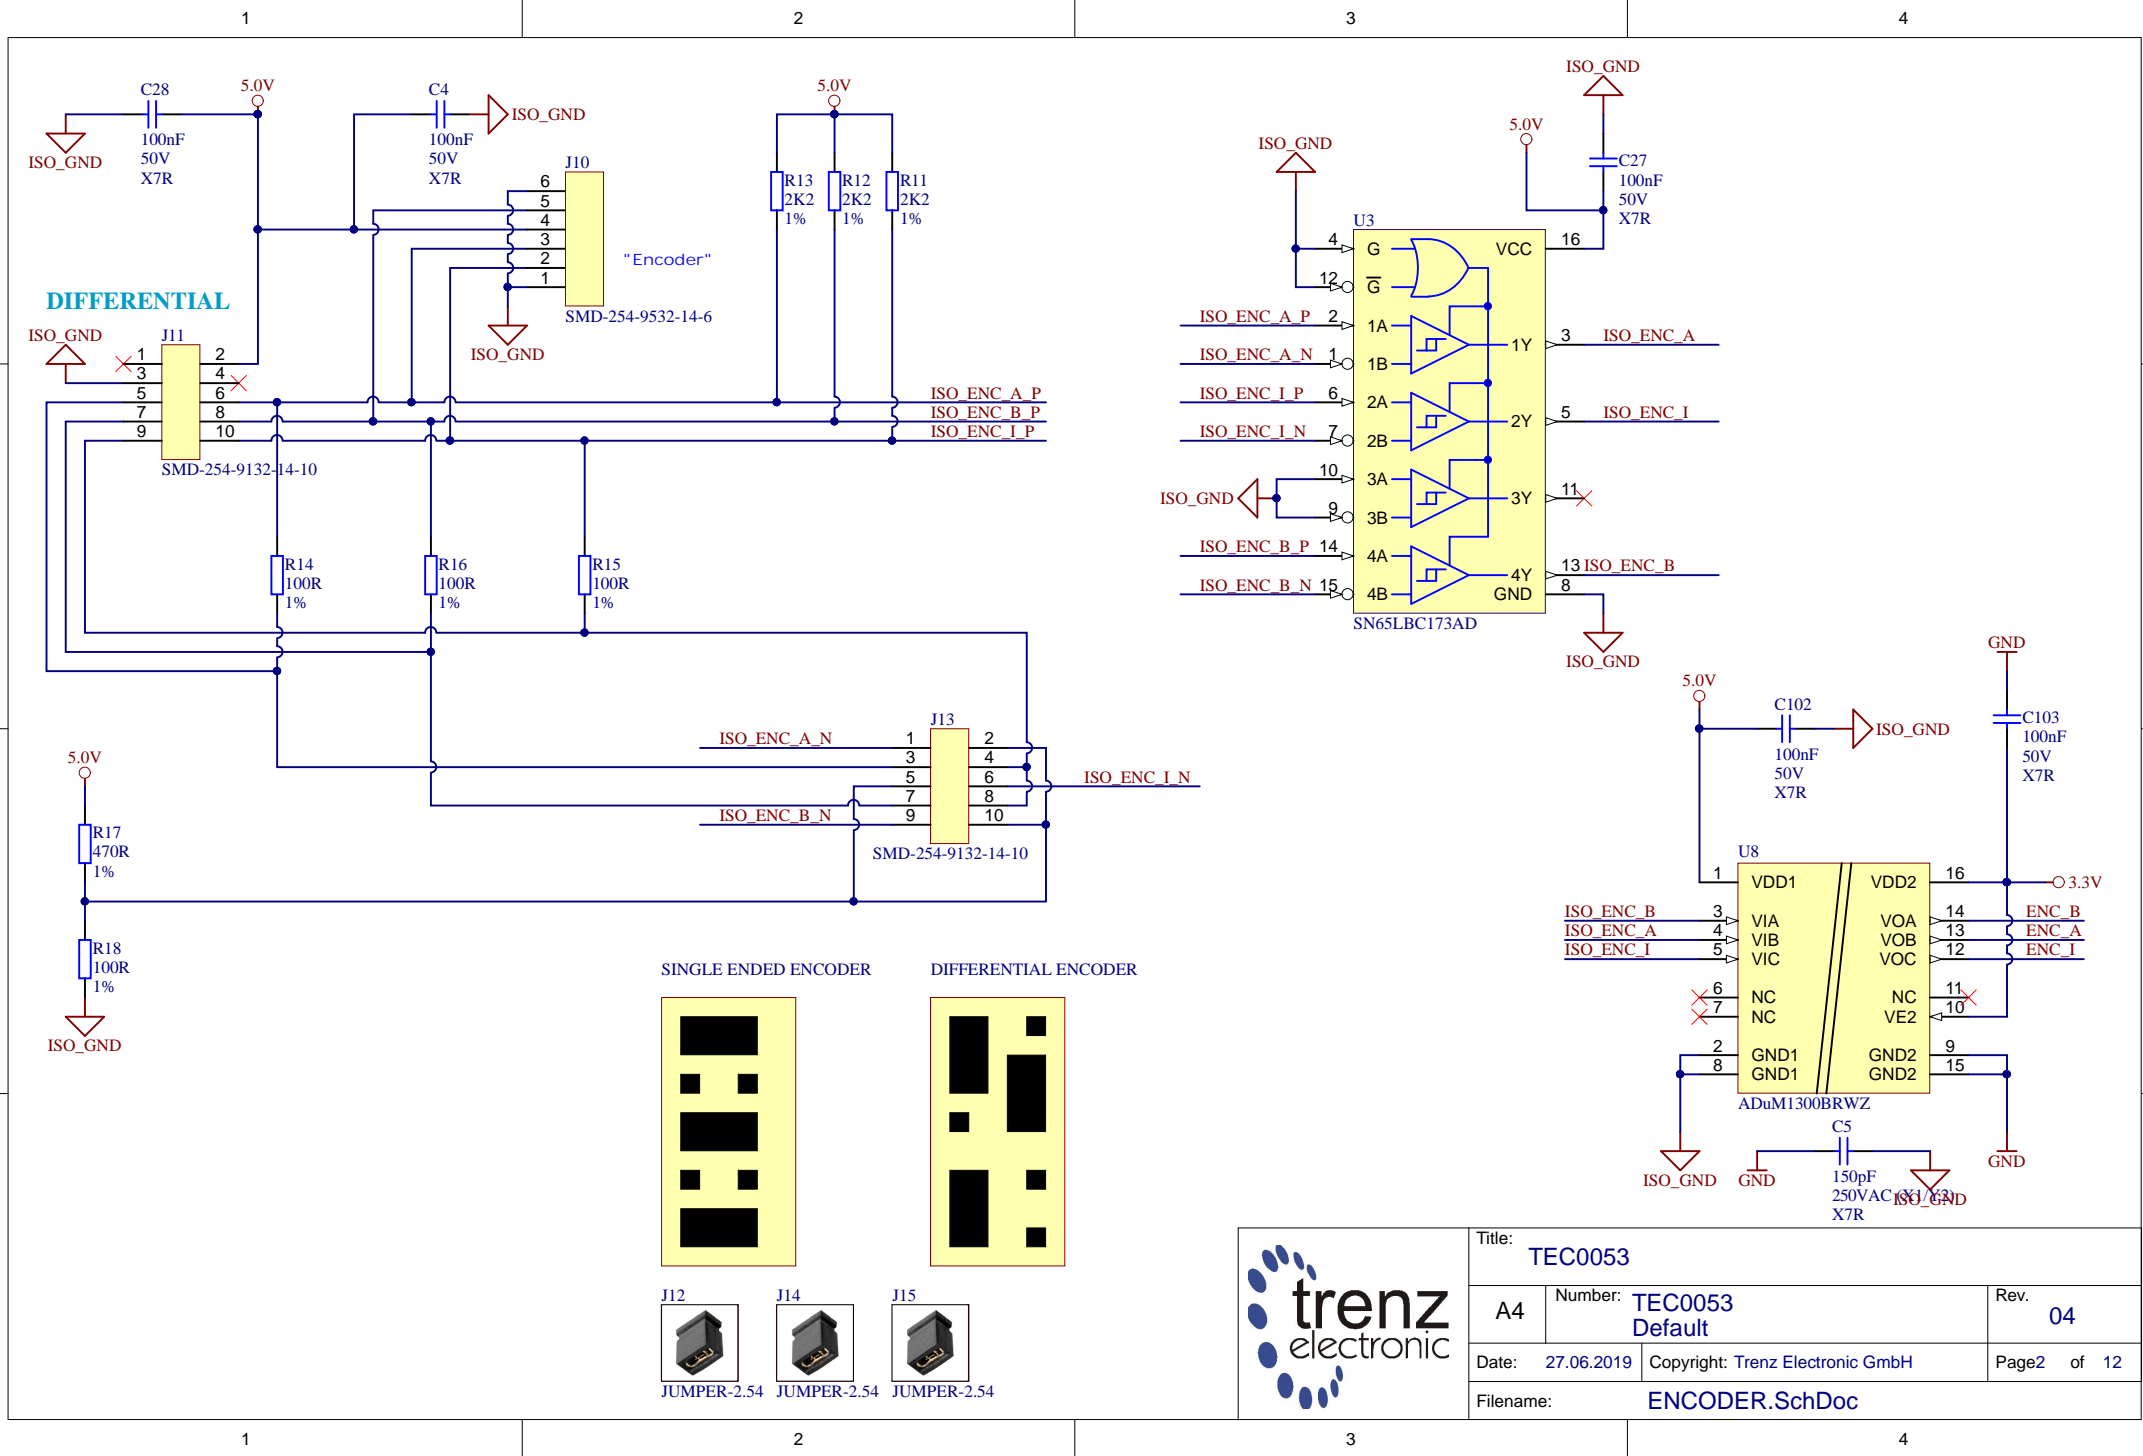 1
2
3
4
C28
100nF
50V
X7R
ISO_GND
5.0V
C4
100nF
50V
X7R
ISO_GND
J10
6
5
4
3
2
1
"Encoder"
SMD-254-9532-14-6
ISO_GND
5.0V
R13
2K2
1%
R12
2K2
1%
R11
2K2
1%
DIFFERENTIAL
ISO_GND
J11
1
2
3
4
5
6
7
8
9
10
SMD-254-9132-14-10
ISO_ENC_A_P
ISO_ENC_B_P
ISO_ENC_I_P
R14
100R
1%
R16
100R
1%
R15
100R
1%
ISO_GND
ISO_GND
5.0V
C27
100nF
50V
X7R
U3
4 G
12 G
VCC 16
ISO_ENC_A_P 2 1A
ISO_ENC_A_N 1 1B
1Y 3 ISO_ENC_A
ISO_ENC_I_P 6 2A
ISO_ENC_I_N 7 2B
2Y 5 ISO_ENC_I
ISO_GND
10 3A
9 3B
3Y 11
ISO_ENC_B_P 14 4A
ISO_ENC_B_N 15 4B
4Y 13 ISO_ENC_B
GND 8
SN65LBC173AD
ISO_GND
J13
ISO_ENC_A_N 1
2
3
4
5
6 ISO_ENC_I_N
7
8
ISO_ENC_B_N 9
10
SMD-254-9132-14-10
5.0V
R17
470R
1%
R18
100R
1%
ISO_GND
SINGLE ENDED ENCODER
DIFFERENTIAL ENCODER
J12
JUMPER-2.54
J14
JUMPER-2.54
J15
JUMPER-2.54
GND
5.0V
C102
100nF
50V
X7R
ISO_GND
C103
100nF
50V
X7R
U8
1 VDD1
VDD2 16
3.3V
ISO_ENC_B 3 VIA
VOA 14 ENC_B
ISO_ENC_A 4 VIB
VOB 13 ENC_A
ISO_ENC_I 5 VIC
VOC 12 ENC_I
6 NC
NC 11
7 NC
VE2 10
2 GND1
GND2 9
8 GND1
GND2 15
ADuM1300BRWZ
ISO_GND
GND
C5
150pF
250VAC (X1/Y2)
X7R
ISO_GND
GND
trenz
electronic
Title:
TEC0053
A4
Number: TEC0053
Default
Rev.
04
Date: 27.06.2019
Copyright: Trenz Electronic GmbH
Page2 of 12
Filename: ENCODER.SchDoc
1
2
3
4